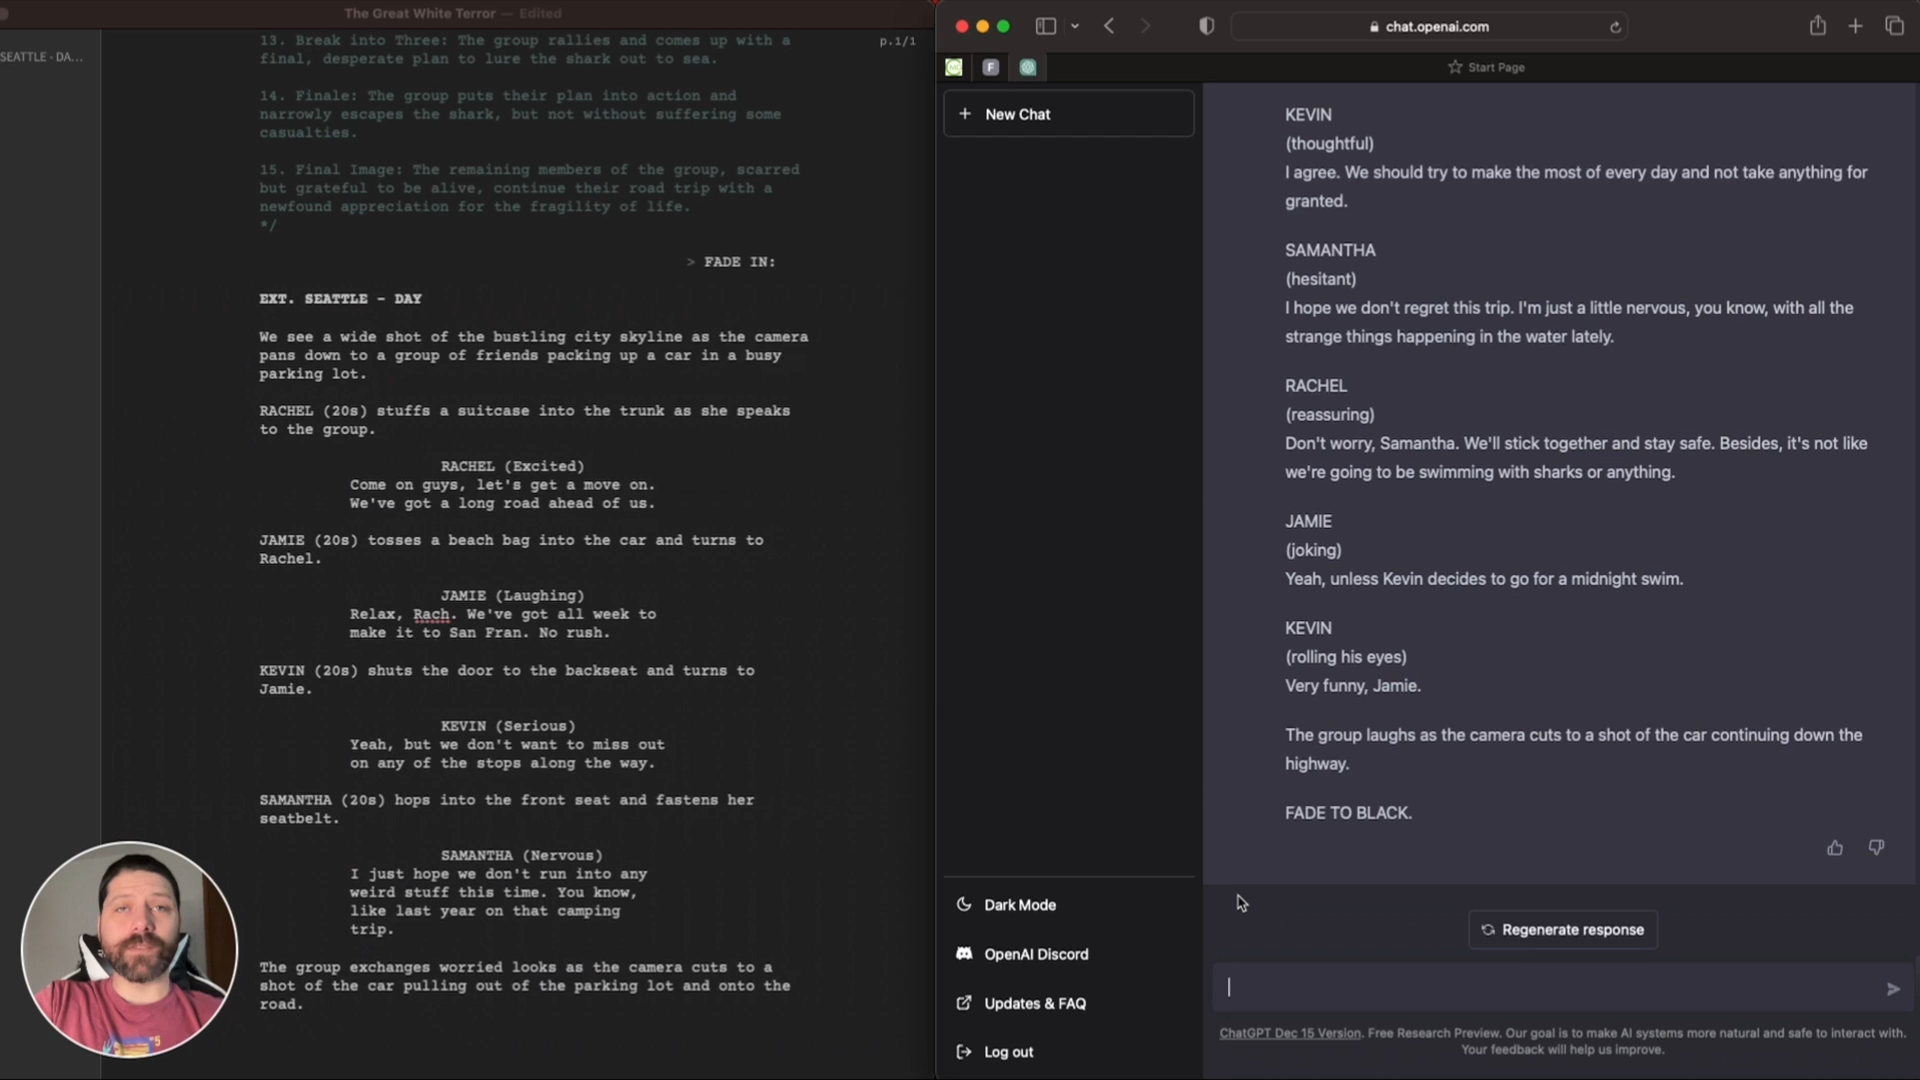 The Great White Terror — Edited
SEATTLE - DA...
p.1/1
13. Break into Three: The group rallies and comes up with a
final, desperate plan to lure the shark out to sea.
14. Finale: The group puts their plan into action and
narrowly escapes the shark, but not without suffering some
casualties.
15. Final Image: The remaining members of the group, scarred
but grateful to be alive, continue their road trip with a
newfound appreciation for the fragility of life.
*/
> FADE IN:
EXT. SEATTLE - DAY
We see a wide shot of the bustling city skyline as the camera
pans down to a group of friends packing up a car in a busy
parking lot.
RACHEL (20s) stuffs a suitcase into the trunk as she speaks
to the group.
RACHEL (Excited)
Come on guys, let's get a move on.
We've got a long road ahead of us.
JAMIE (20s) tosses a beach bag into the car and turns to
Rachel.
JAMIE (Laughing)
Relax, Rach. We've got all week to
make it to San Fran. No rush.
KEVIN (20s) shuts the door to the backseat and turns to
Jamie.
KEVIN (Serious)
Yeah, but we don't want to miss out
on any of the stops along the way.
SAMANTHA (20s) hops into the front seat and fastens her
seatbelt.
SAMANTHA (Nervous)
I just hope we don't run into any
weird stuff this time. You know,
like last year on that camping
trip.
The group exchanges worried looks as the camera cuts to a
shot of the car pulling out of the parking lot and onto the
road.
chat.openai.com
F
Start Page
+ New Chat
Dark Mode
OpenAI Discord
Updates & FAQ
Log out
KEVIN
(thoughtful)
I agree. We should try to make the most of every day and not take anything for
granted.
SAMANTHA
(hesitant)
I hope we don't regret this trip. I'm just a little nervous, you know, with all the
strange things happening in the water lately.
RACHEL
(reassuring)
Don't worry, Samantha. We'll stick together and stay safe. Besides, it's not like
we're going to be swimming with sharks or anything.
JAMIE
(joking)
Yeah, unless Kevin decides to go for a midnight swim.
KEVIN
(rolling his eyes)
Very funny, Jamie.
The group laughs as the camera cuts to a shot of the car continuing down the
highway.
FADE TO BLACK.
Regenerate response
ChatGPT Dec 15 Version. Free Research Preview. Our goal is to make AI systems more natural and safe to interact with.
Your feedback will help us improve.